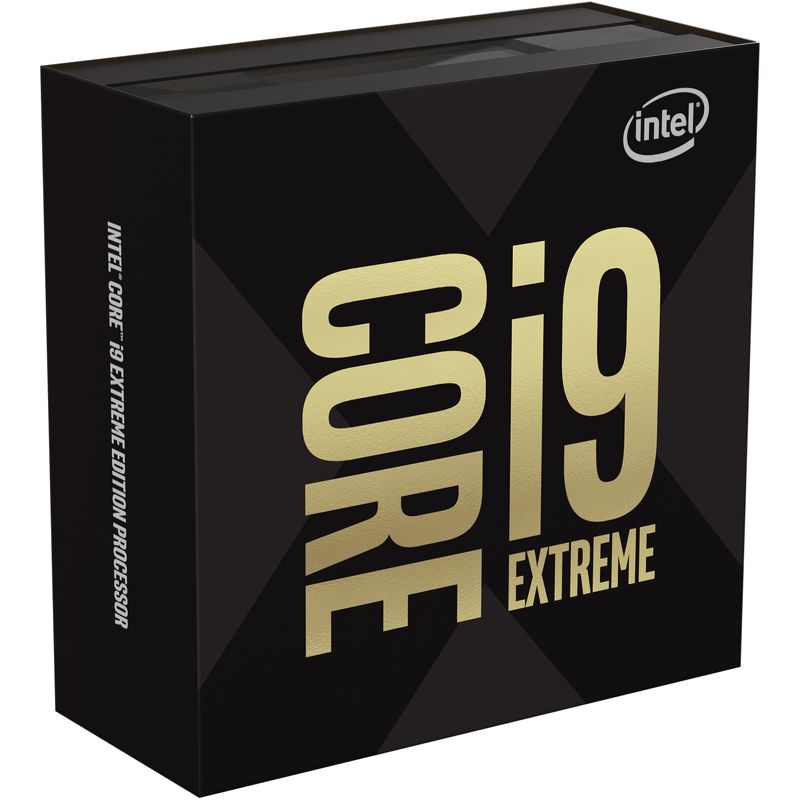 intel®
CORE
i9
EXTREME
INTEL® CORE™ i9 EXTREME EDITION PROCESSOR